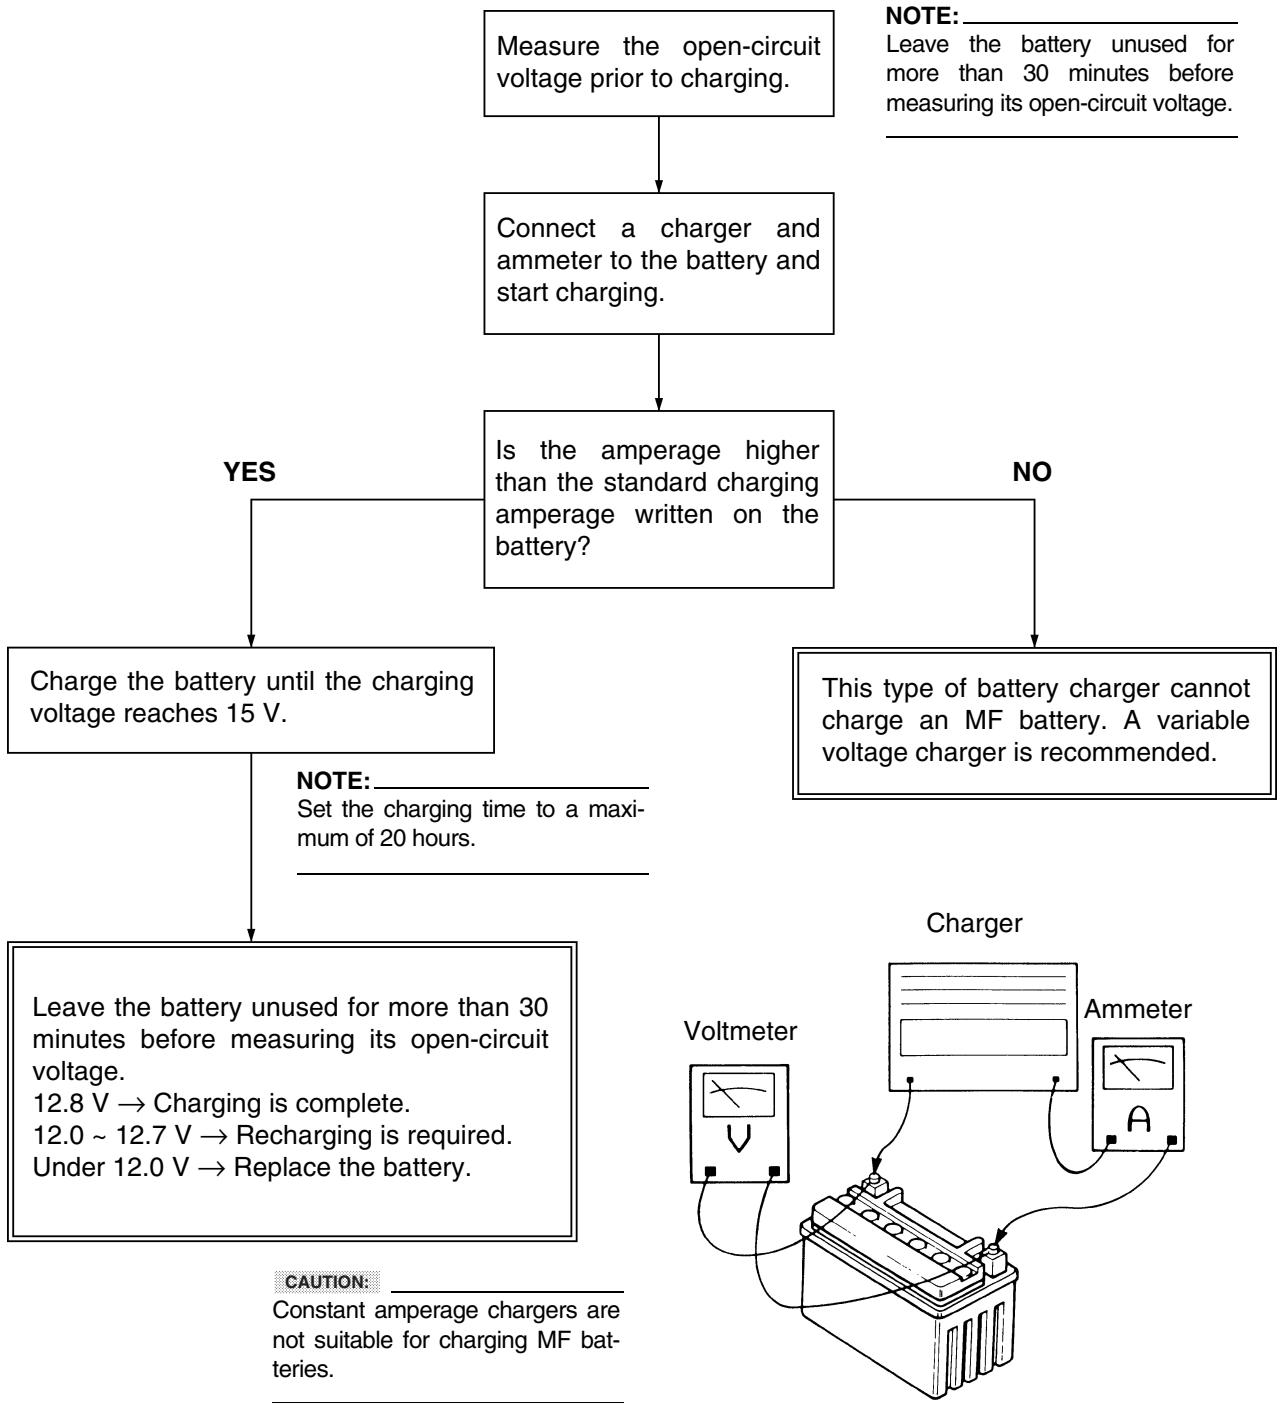 Measure the open-circuit
voltage prior to charging.
NOTE:
Leave the battery unused for
more than 30 minutes before
measuring its open-circuit voltage.
Connect a charger and
ammeter to the battery and
start charging.
Is the amperage higher
than the standard charging
amperage written on the
battery?
YES
NO
Charge the battery until the charging
voltage reaches 15 V.
This type of battery charger cannot
charge an MF battery. A variable
voltage charger is recommended.
NOTE:
Set the charging time to a maxi-
mum of 20 hours.
Leave the battery unused for more than 30
minutes before measuring its open-circuit
voltage.
12.8 V → Charging is complete.
12.0 ~ 12.7 V → Recharging is required.
Under 12.0 V → Replace the battery.
Charger
Voltmeter
Ammeter
V
A
CAUTION:
Constant amperage chargers are
not suitable for charging MF bat-
teries.